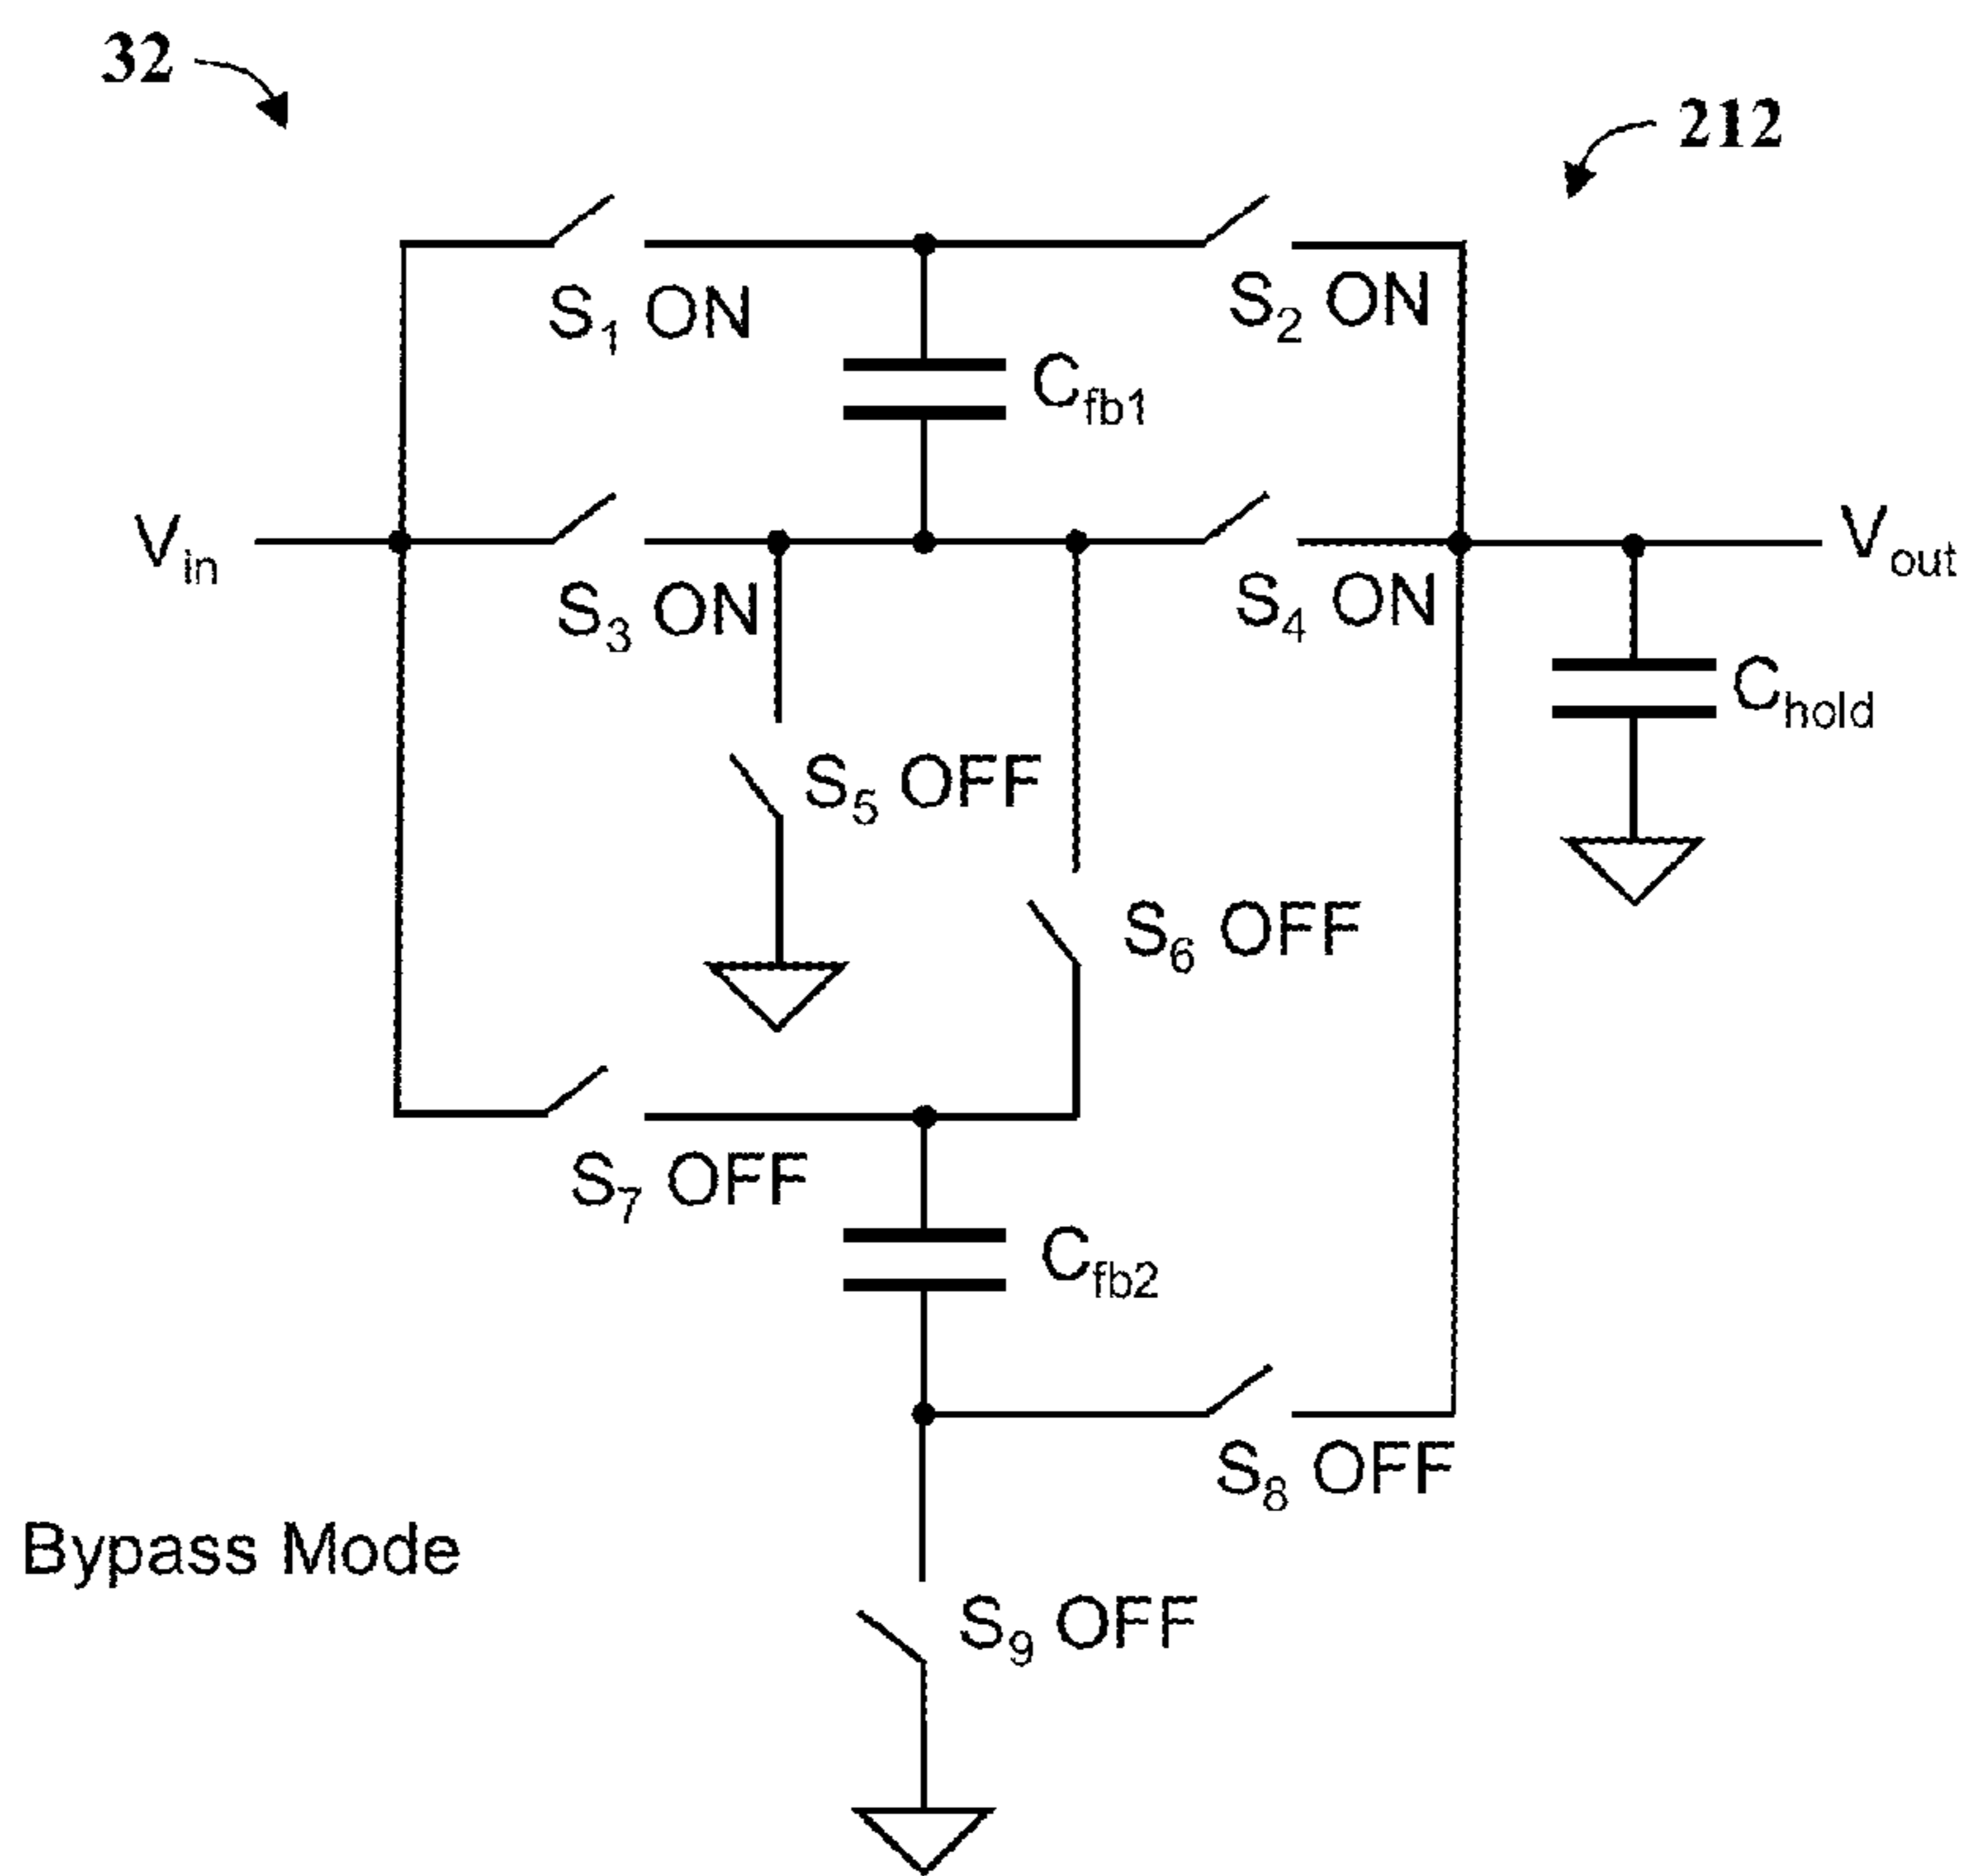 32
212
S1 ON
S2 ON
Cfb1
Vin
Vout
S3 ON
S4 ON
Chold
S5 OFF
S6 OFF
S7 OFF
Cfb2
S8 OFF
Bypass Mode
S9 OFF